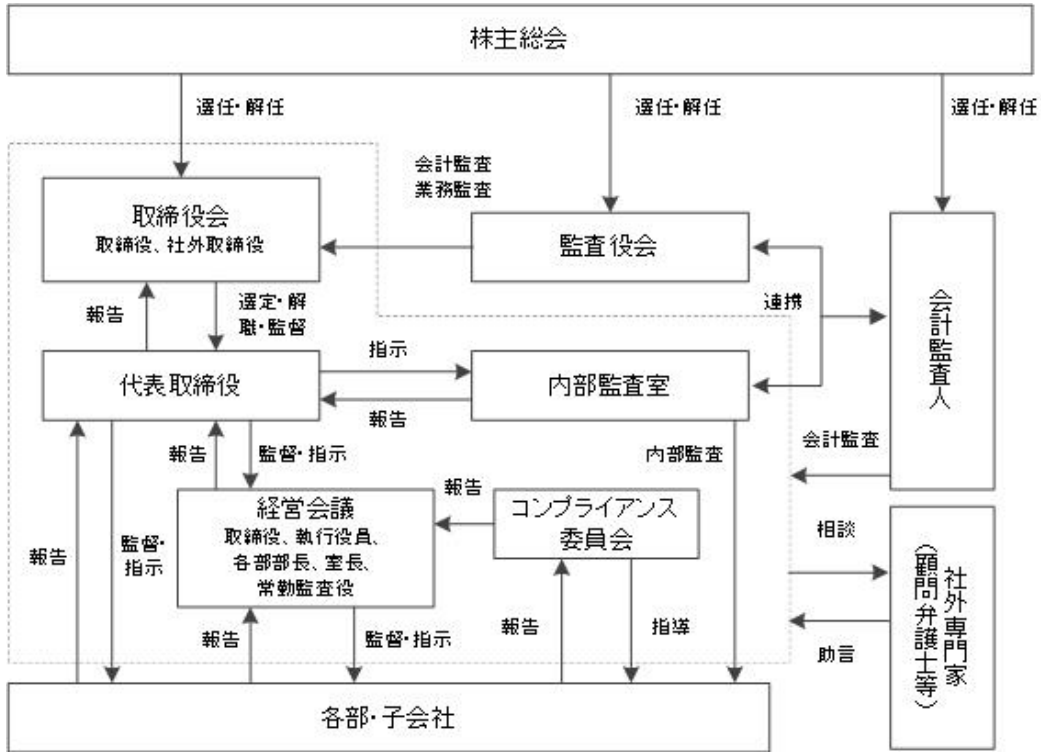 株主総会
選任・解任
選任・解任
選任・解任
会計監査
業務監査
取締役会
取締役、社外取締役
監査役会
会計監査人
報告
選定・解
職・監督
連携
代表取締役
指示
報告
内部監査室
報告
監督・指示
内部監査
会計監査
経営会議
取締役、執行役員、
各部部長、室長、
常勤監査役
報告
コンプライアンス
委員会
報告
監督・
指示
相談
社外専門家
（顧問弁護士等）
報告
監督・指示
報告
指導
助言
各部・子会社